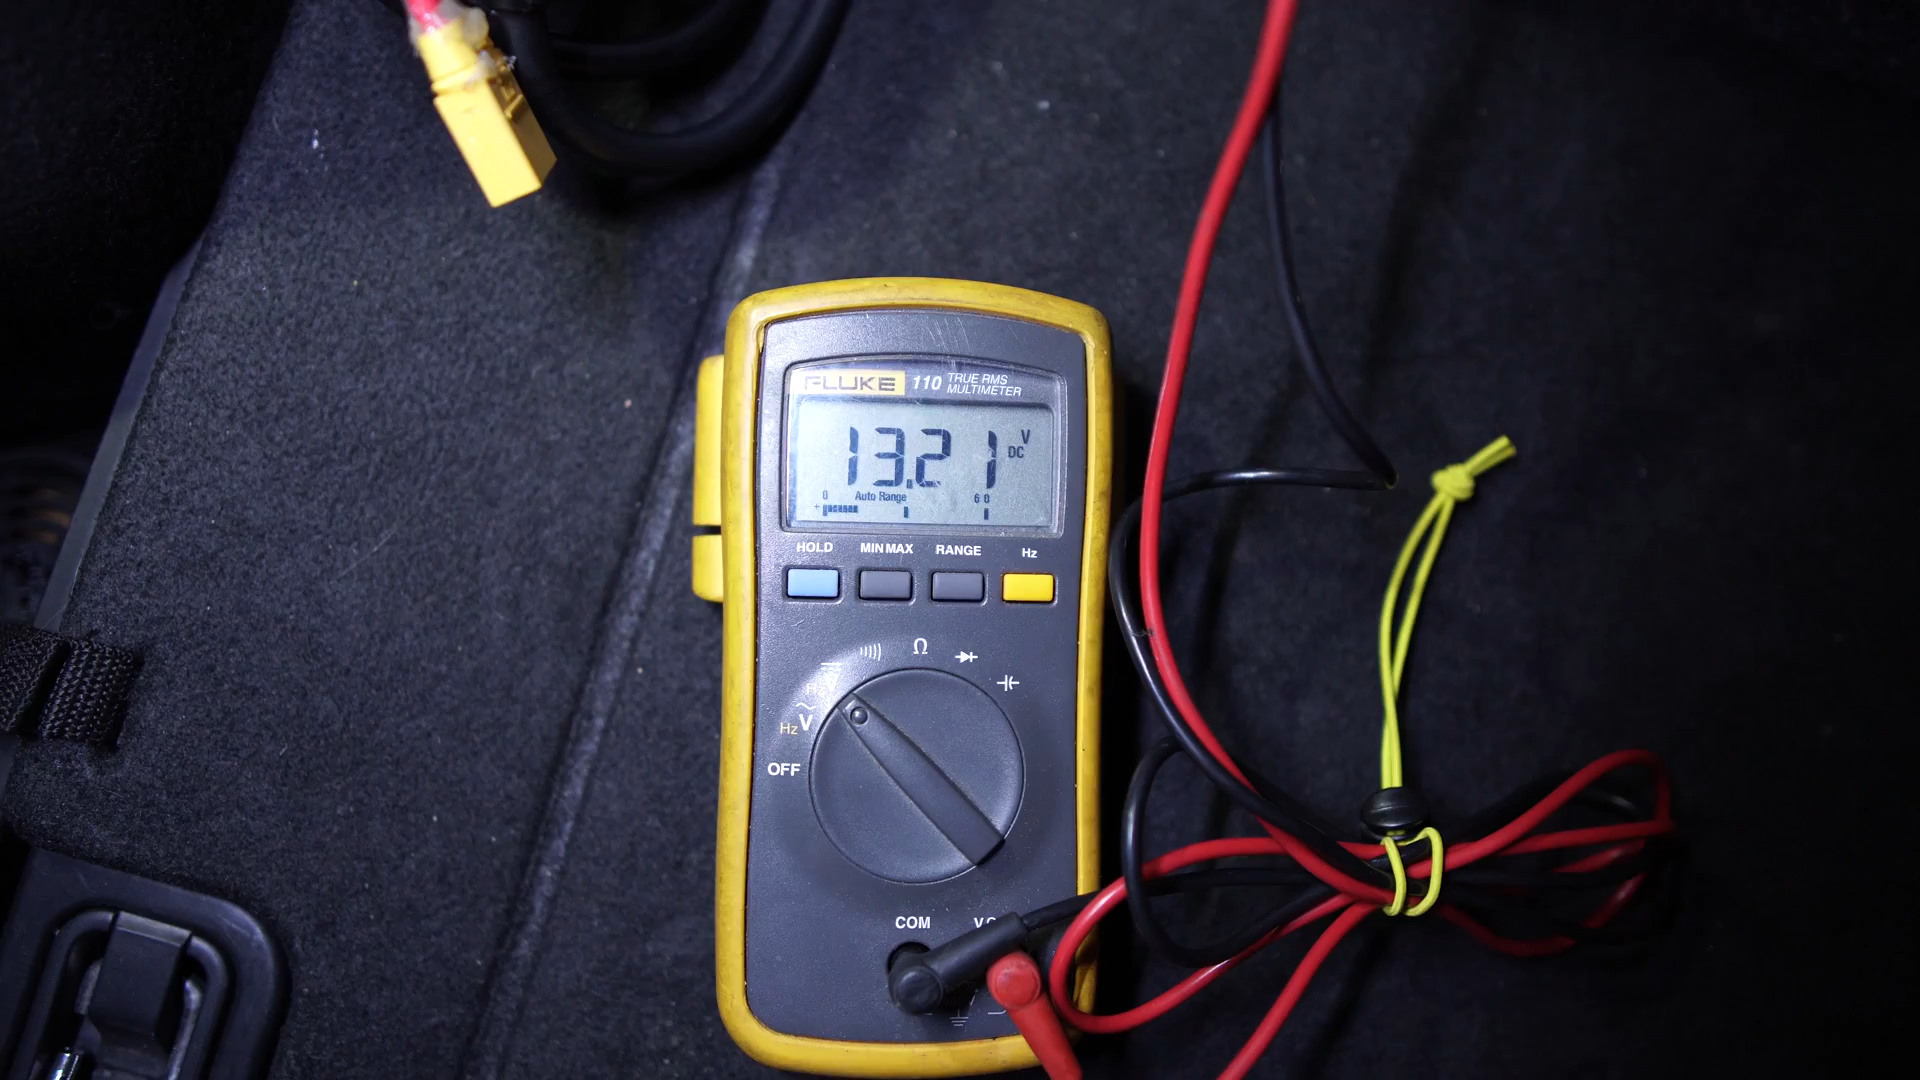 FLUKE 110 TRUE RMS
MULTIMETER
13.21 V
DC
0 Auto Range 60
HOLD MIN MAX RANGE Hz
Ω
Hz V
OFF
COM V